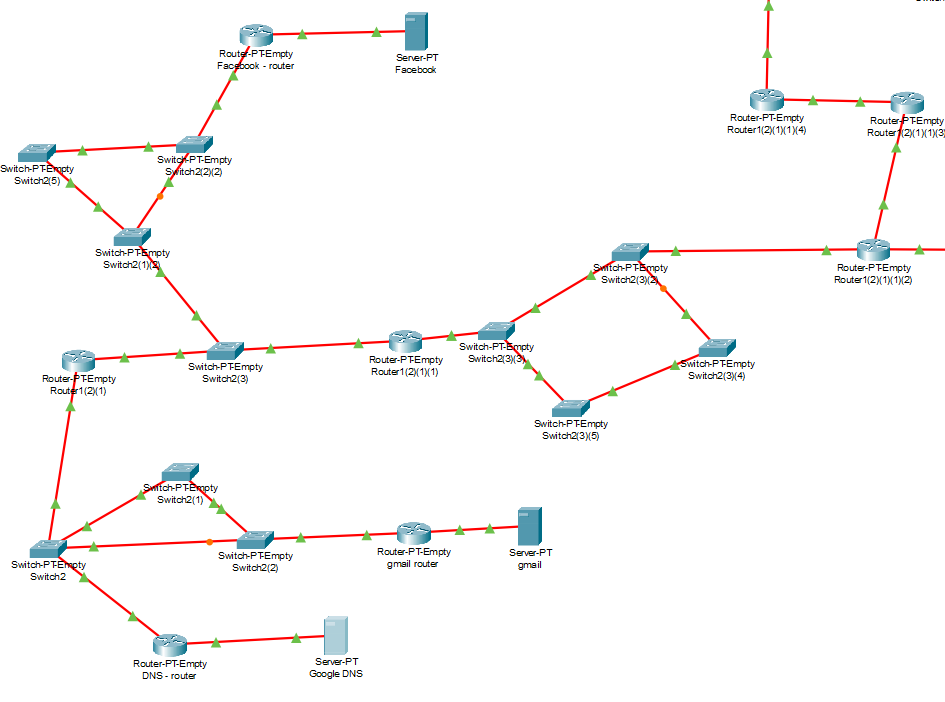 Router-PT-Empty
Facebook - router
Server-PT
Facebook
Router-PT-Empty
Router1(2)(1)(1)(4)
Router-PT-Empty
Router1(2)(1)(1)(3)
Switch-PT-Empty
Switch2(5)
Switch-PT-Empty
Switch2(2)(2)
Switch-PT-Empty
Switch2(1)(2)
Switch-PT-Empty
Switch2(3)(2)
Router-PT-Empty
Router1(2)(1)(1)(2)
Router-PT-Empty
Router1(2)(1)
Switch-PT-Empty
Switch2(3)
Router-PT-Empty
Router1(2)(1)(1)
Switch-PT-Empty
Switch2(3)(3)
Switch-PT-Empty
Switch2(3)(4)
Switch-PT-Empty
Switch2(3)(5)
Switch-PT-Empty
Switch2(1)
Switch-PT-Empty
Switch2
Switch-PT-Empty
Switch2(2)
Router-PT-Empty
gmail router
Server-PT
gmail
Router-PT-Empty
DNS - router
Server-PT
Google DNS